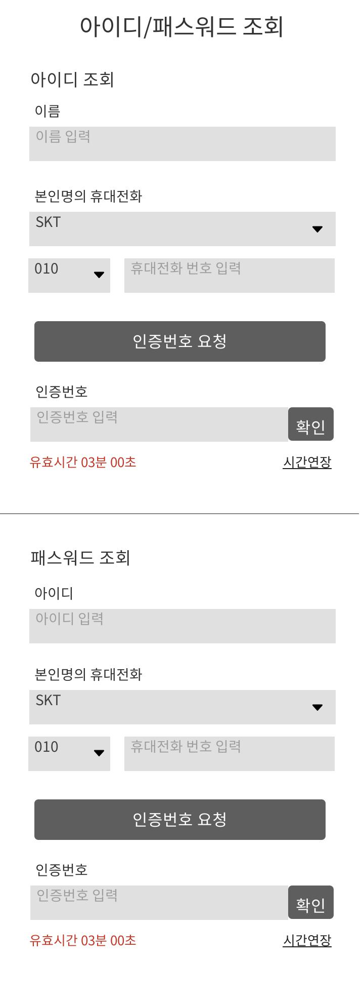 아이디/패스워드 조회
아이디 조회
이름
이름 입력
본인명의 휴대전화
SKT
010 휴대전화 번호 입력
인증번호 요청
인증번호
인증번호 입력 확인
유효시간 03분 00초 시간연장
패스워드 조회
아이디
아이디 입력
본인명의 휴대전화
SKT
010 휴대전화 번호 입력
인증번호 요청
인증번호
인증번호 입력 확인
유효시간 03분 00초 시간연장